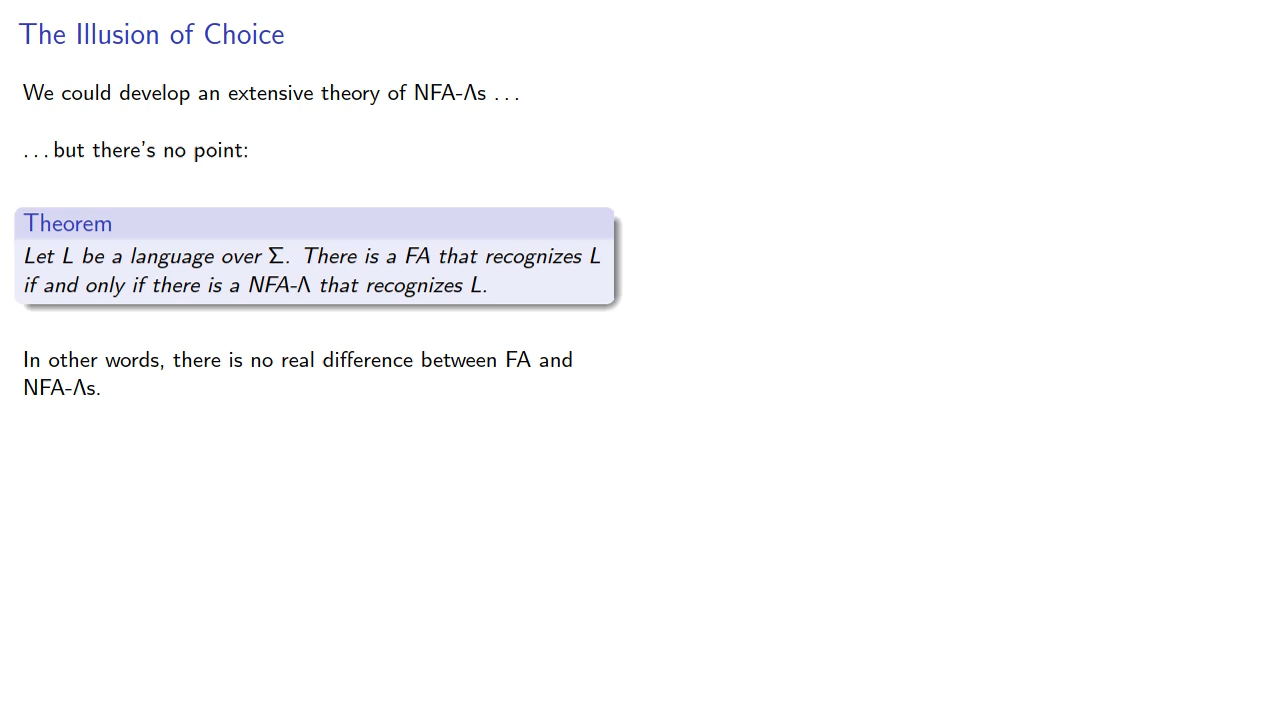 The Illusion of Choice
We could develop an extensive theory of NFA-Λs . . .
. . . but there's no point:
Theorem
Let L be a language over Σ. There is a FA that recognizes L
if and only if there is a NFA-Λ that recognizes L.
In other words, there is no real difference between FA and
NFA-Λs.